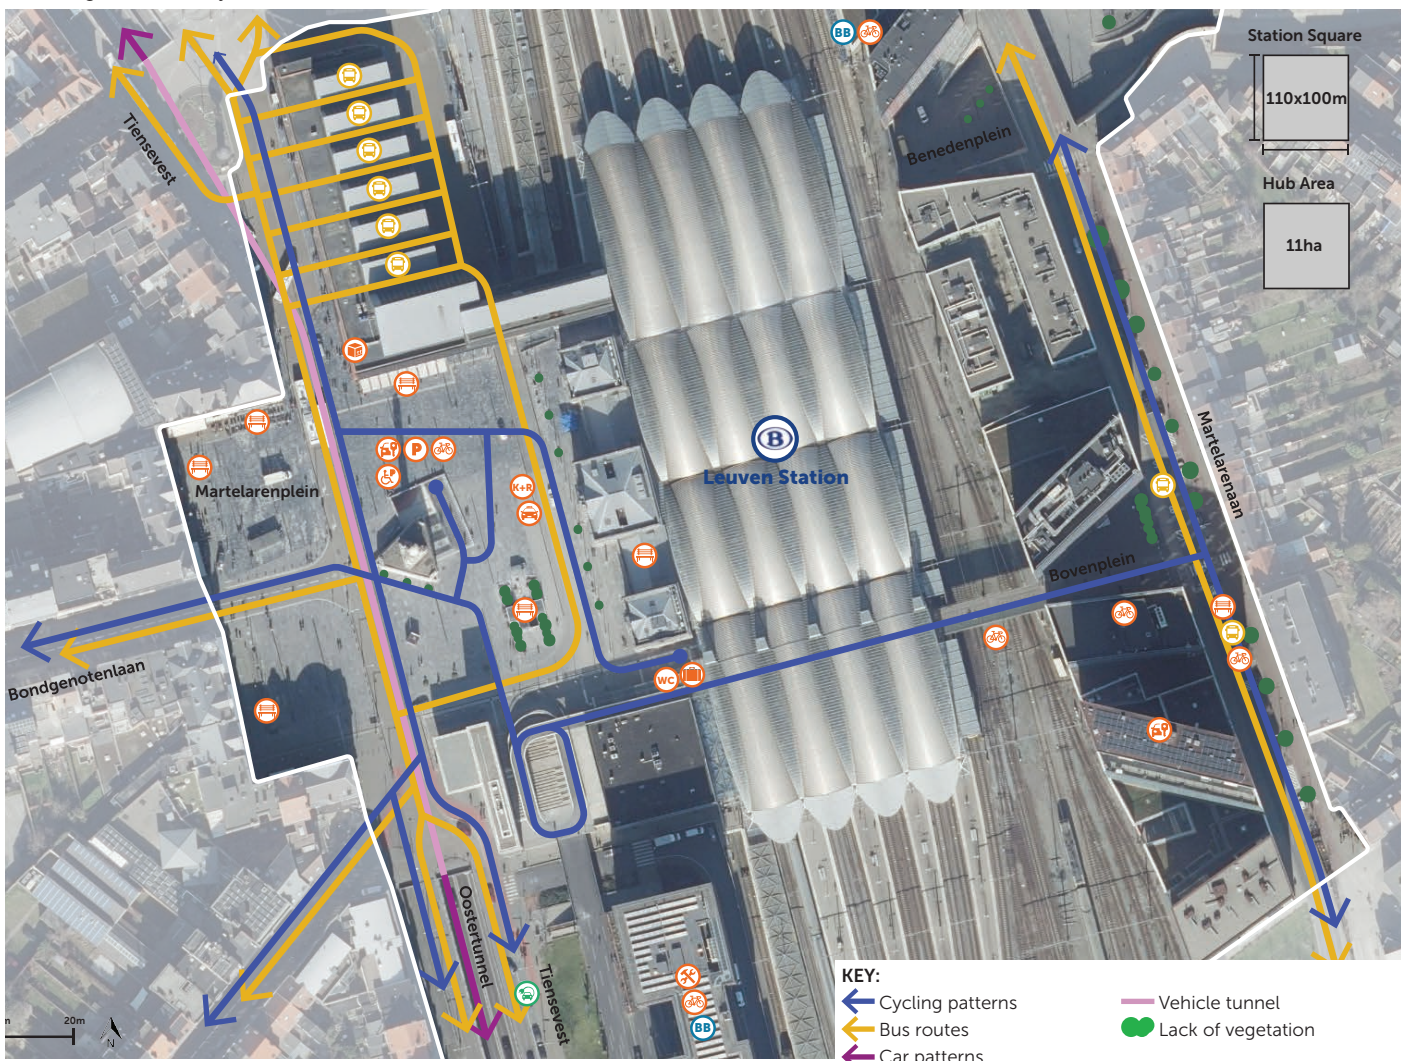 BB
Station Square
110x100m
Hub Area
11ha
Tiensevest
Benedenplein
Martelarenplein
P
K+R
B
Leuven Station
Martelarenaan
Bovenplein
Bondgenotenlaan
WC
Oostertunnel
Tiensevest
BB
20m
N
KEY:
Cycling patterns
Bus routes
Car patterns
Vehicle tunnel
Lack of vegetation